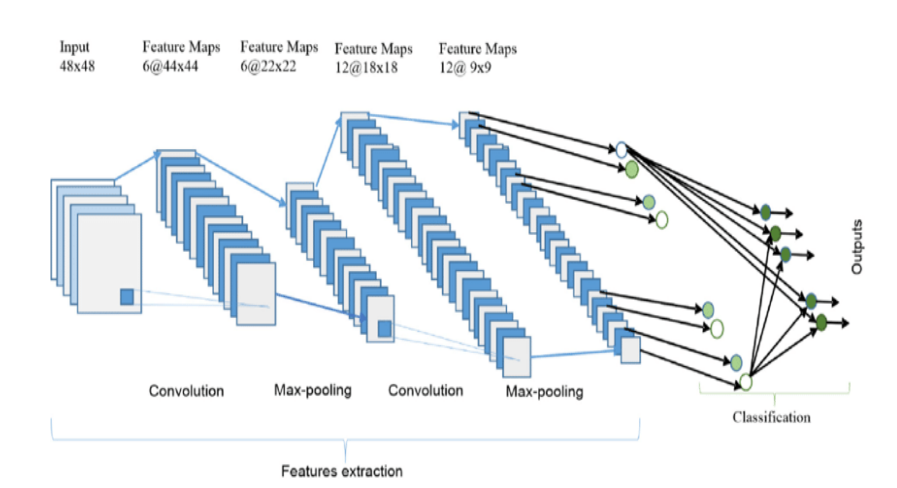 Input
48x48
Feature Maps
6@44x44
Feature Maps
6@22x22
Feature Maps
12@18x18
Feature Maps
12@ 9x9
Outputs
Convolution
Max-pooling
Convolution
Max-pooling
Classification
Features extraction